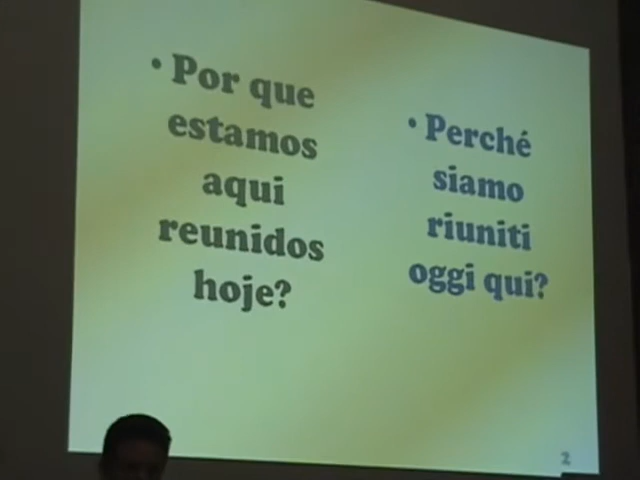 • Por que
estamos
aqui
reunidos
hoje?
• Perché
siamo
riuniti
oggi qui?
2